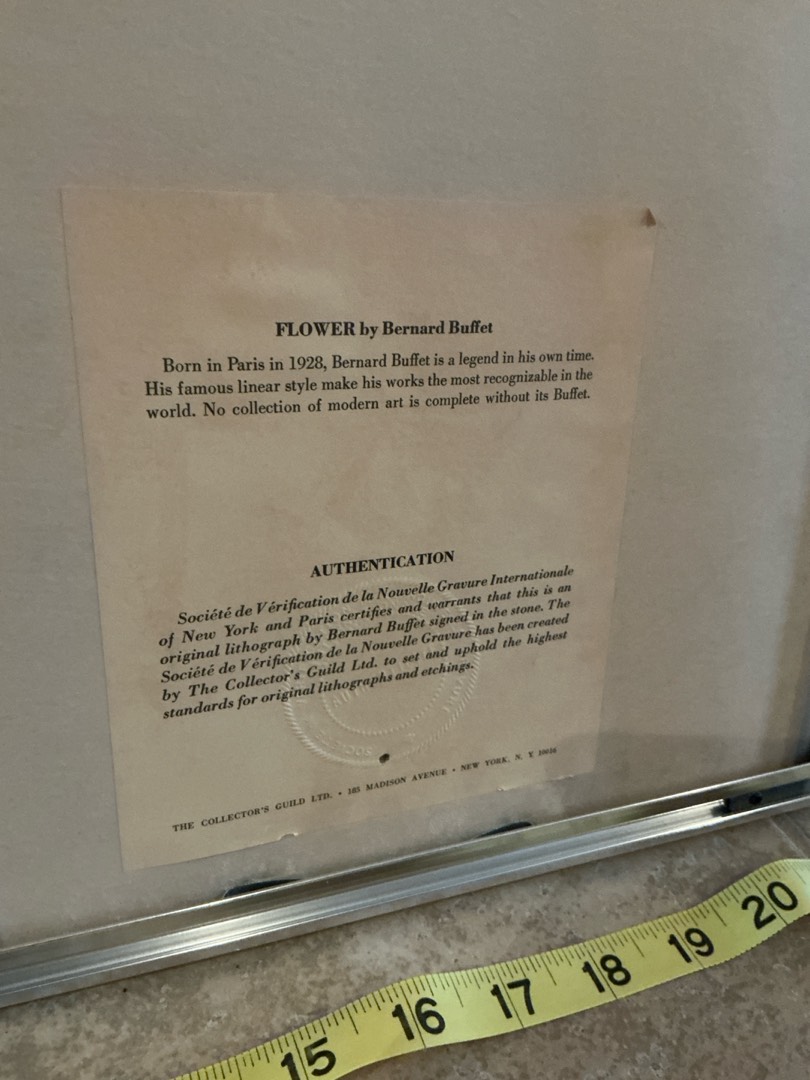 FLOWER by Bernard Buffet
Born in Paris in 1928, Bernard Buffet is a legend in his own time.
His famous linear style make his works the most recognizable in the
world. No collection of modern art is complete without its Buffet.
AUTHENTICATION
Société de Vérification de la Nouvelle Gravure Internationale
of New York and Paris certifies and warrants that this is an
original lithograph by Bernard Buffet signed in the stone. The
Société de Vérification de la Nouvelle Gravure has been created
by The Collector's Guild Ltd. to set and uphold the highest
standards for original lithographs and etchings.
THE COLLECTOR'S GUILD LTD. • 185 MADISON AVENUE • NEW YORK, N. Y. 10016
15 16 17 18 19 20